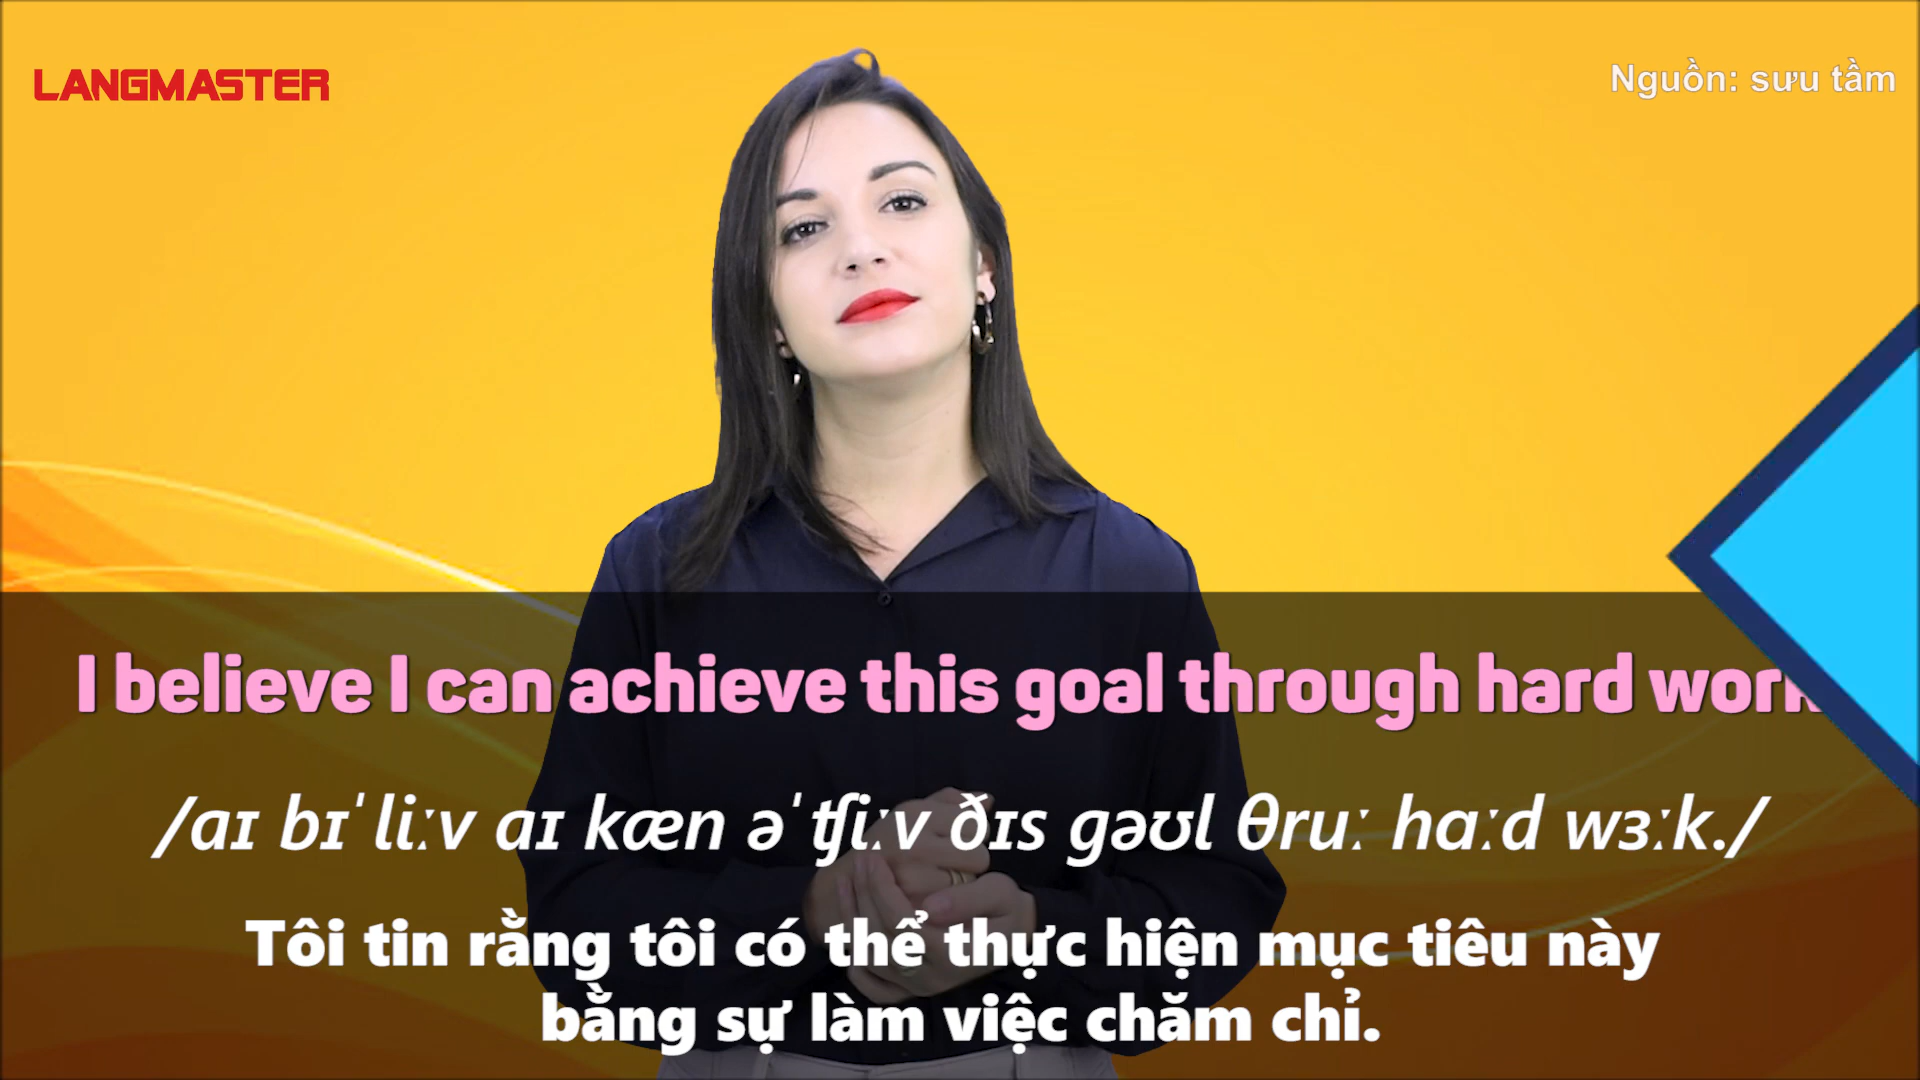 LANGMASTER
Nguồn: sưu tầm
I believe I can achieve this goal through hard work
/aɪ bɪˈliːv aɪ kæn əˈʧiːv ðɪs gəʊl θruː hɑːd wɜːk./
Tôi tin rằng tôi có thể thực hiện mục tiêu này
bằng sự làm việc chăm chỉ.